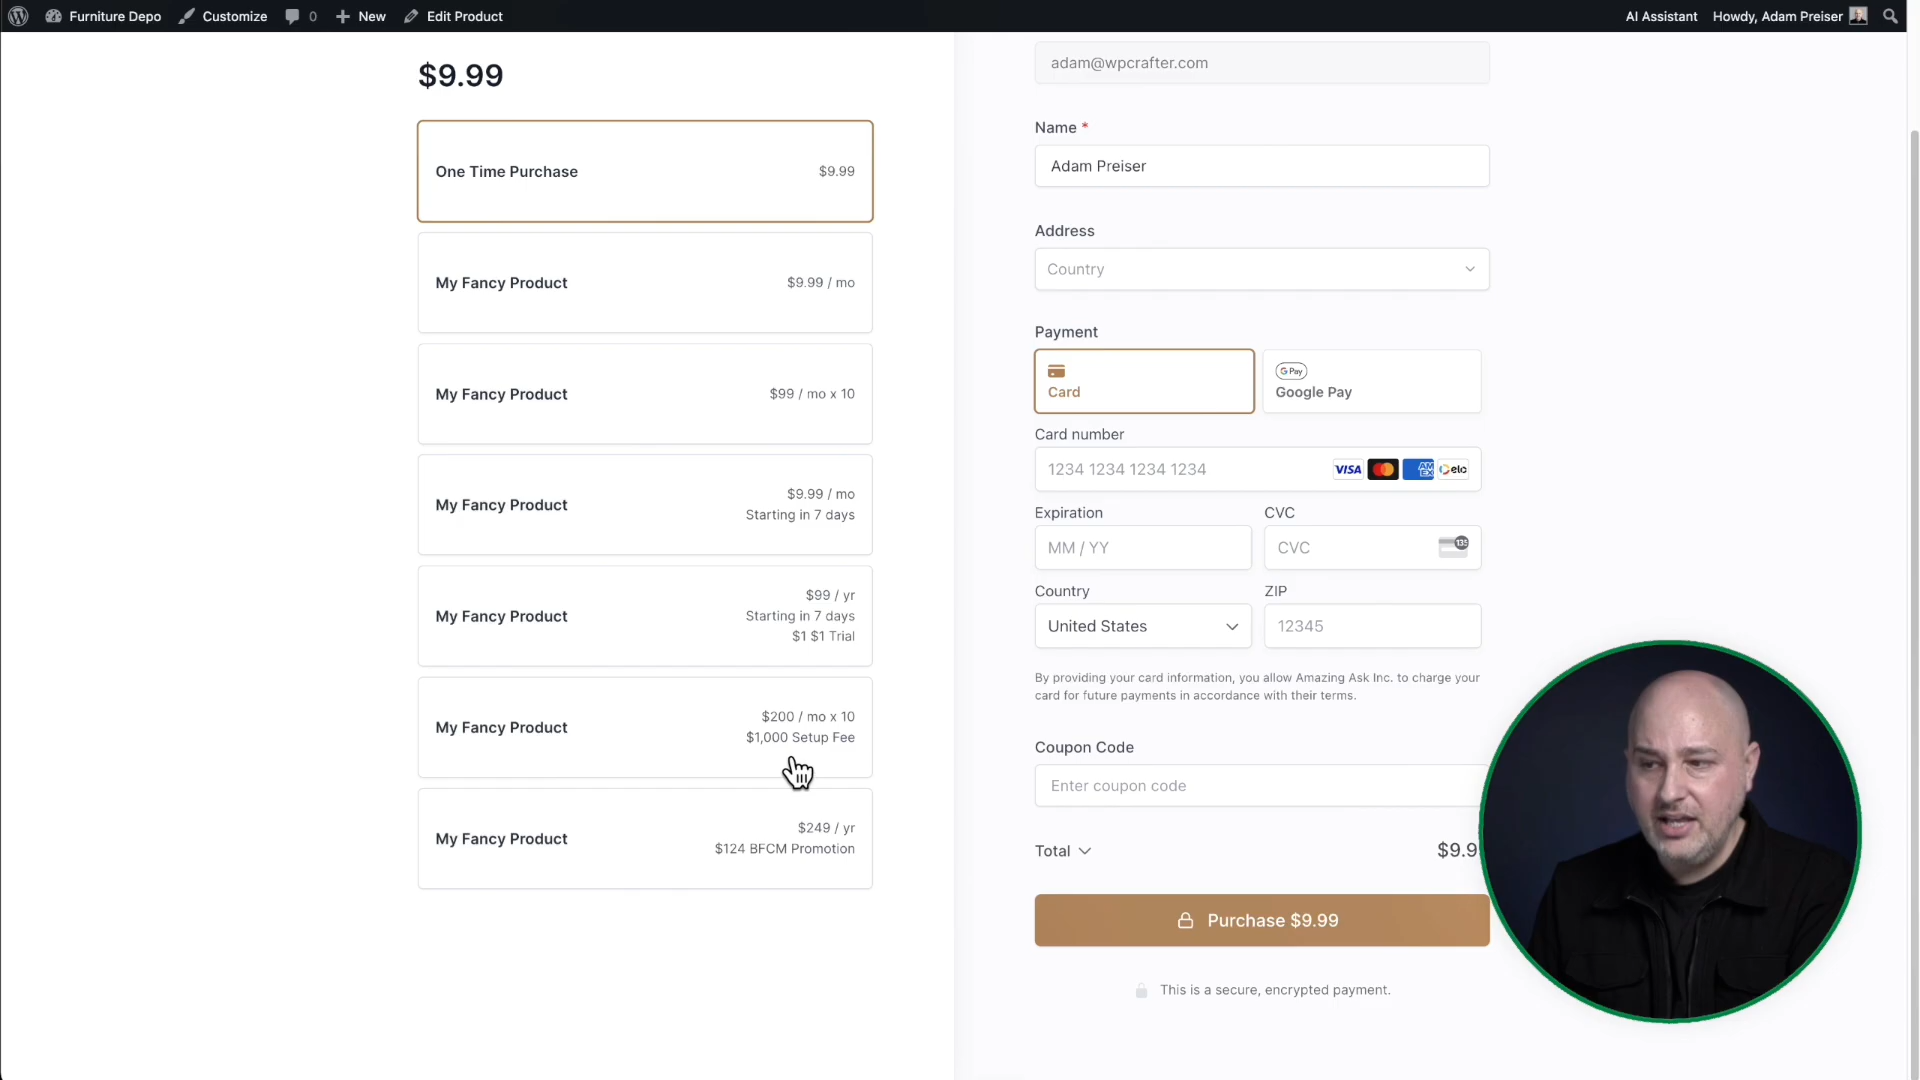 Furniture Depo
Customize
0
New
Edit Product
AI Assistant
Howdy, Adam Preiser
$9.99
One Time Purchase
$9.99
My Fancy Product
$9.99 / mo
My Fancy Product
$99 / mo x 10
My Fancy Product
$9.99 / mo
Starting in 7 days
My Fancy Product
$99 / yr
Starting in 7 days
$1 $1 Trial
My Fancy Product
$200 / mo x 10
$1,000 Setup Fee
My Fancy Product
$249 / yr
$124 BFCM Promotion
adam@wpcrafter.com
Name *
Adam Preiser
Address
Country
Payment
Card
G Pay
Google Pay
Card number
1234 1234 1234 1234
VISA
AM
EX
elo
Expiration
CVC
MM / YY
CVC
135
Country
ZIP
United States
12345
By providing your card information, you allow Amazing Ask Inc. to charge your
card for future payments in accordance with their terms.
Coupon Code
Enter coupon code
Total
$9.9
Purchase $9.99
This is a secure, encrypted payment.